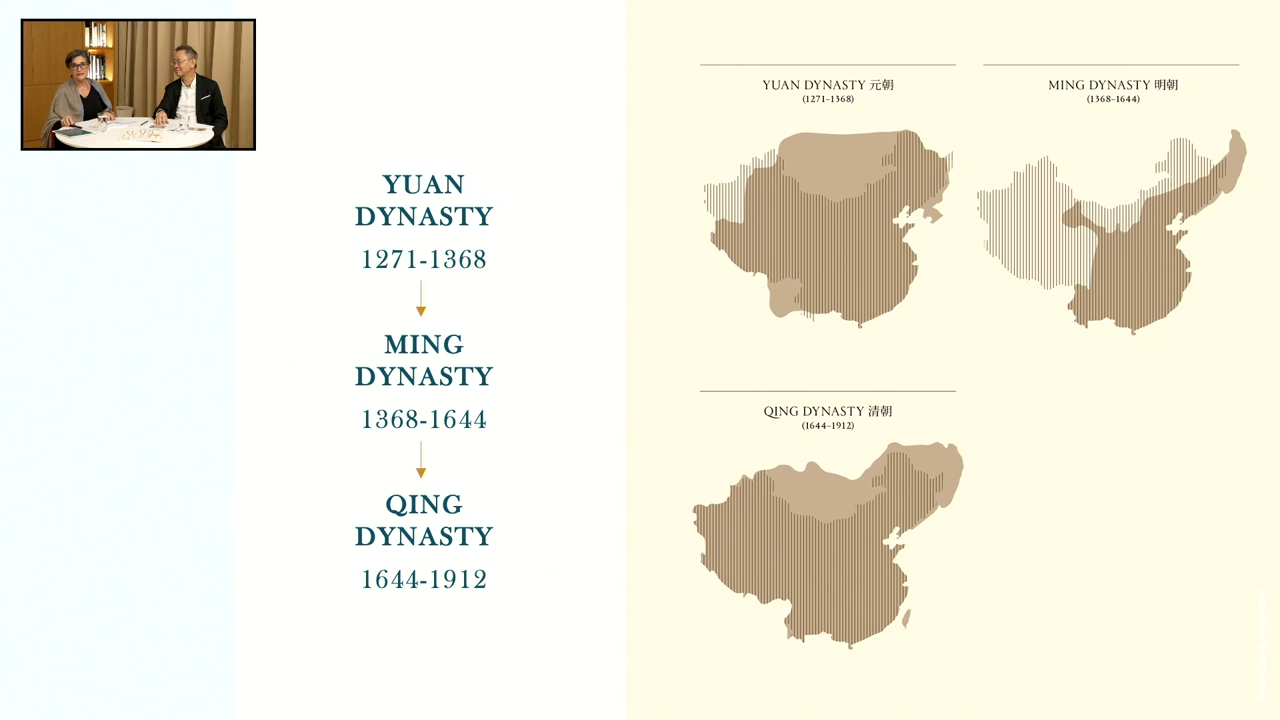 YUAN
DYNASTY
1271-1368
MING
DYNASTY
1368-1644
QING
DYNASTY
1644-1912
YUAN DYNASTY 元朝
(1271–1368)
MING DYNASTY 明朝
(1368–1644)
QING DYNASTY 清朝
(1644–1912)